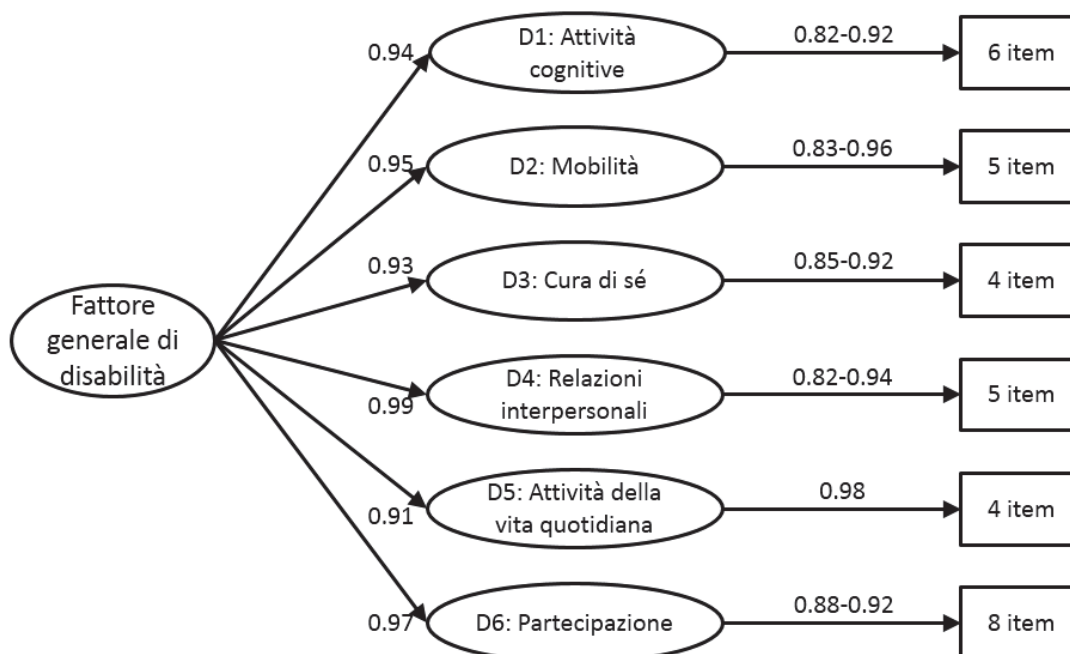 D1: Attività
cognitive
0.94
0.82-0.92
6 item
D2: Mobilità
0.95
0.83-0.96
5 item
D3: Cura di sé
0.93
0.85-0.92
4 item
Fattore
generale di
disabilità
D4: Relazioni
interpersonali
0.99
0.82-0.94
5 item
D5: Attività della
vita quotidiana
0.91
0.98
4 item
D6: Partecipazione
0.97
0.88-0.92
8 item